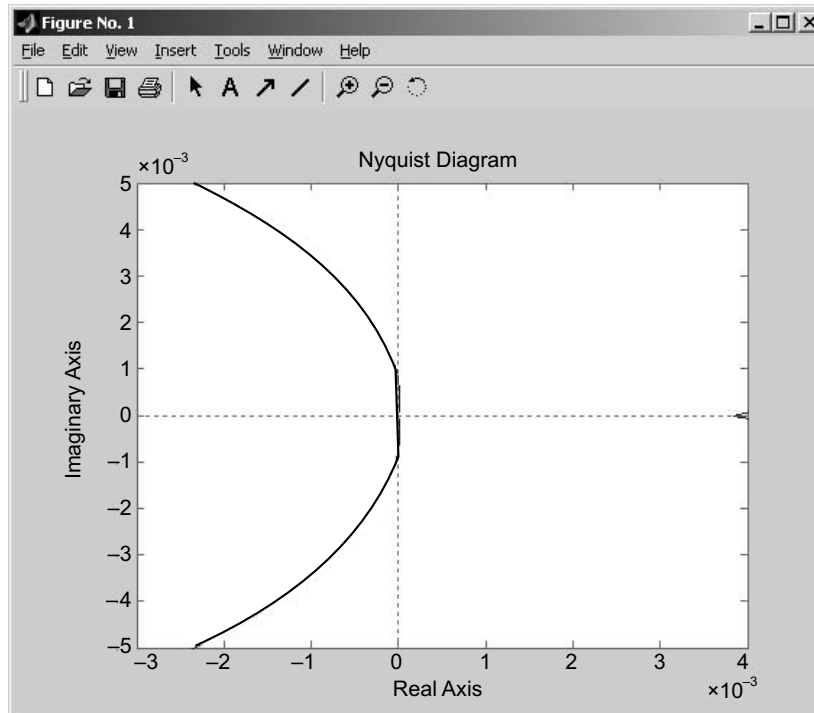 Figure No. 1
File Edit View Insert Tools Window Help
A
Nyquist Diagram
×10⁻³
5
4
3
2
1
0
–1
–2
–3
–4
–5
Imaginary Axis
–3 –2 –1 0 1 2 3 4
Real Axis
×10⁻³